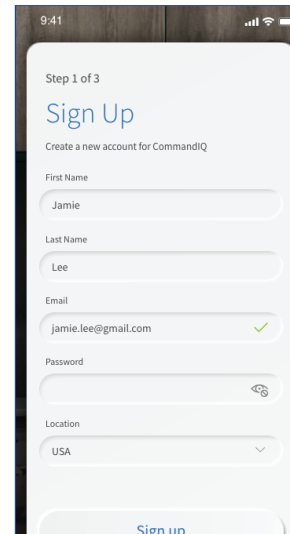 9:41
Step 1 of 3
Sign Up
Create a new account for CommandIQ
First Name
Jamie
Last Name
Lee
Email
jamie.lee@gmail.com
Password
Location
USA
Sign up